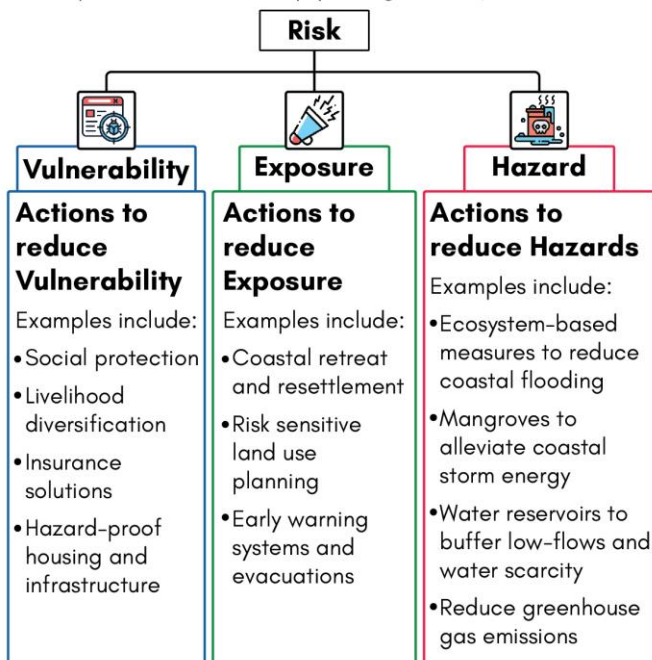 Risk
Vulnerability
Actions to
reduce
Vulnerability
Examples include:
•Social protection
•Livelihood
diversification
•Insurance
solutions
•Hazard-proof
housing and
infrastructure
Exposure
Actions to
reduce
Exposure
Examples include:
•Coastal retreat
and resettlement
•Risk sensitive
land use
planning
•Early warning
systems and
evacuations
Hazard
Actions to
reduce Hazards
Examples include:
•Ecosystem-based
measures to reduce
coastal flooding
•Mangroves to
alleviate coastal
storm energy
•Water reservoirs to
buffer low-flows and
water scarcity
•Reduce greenhouse
gas emissions